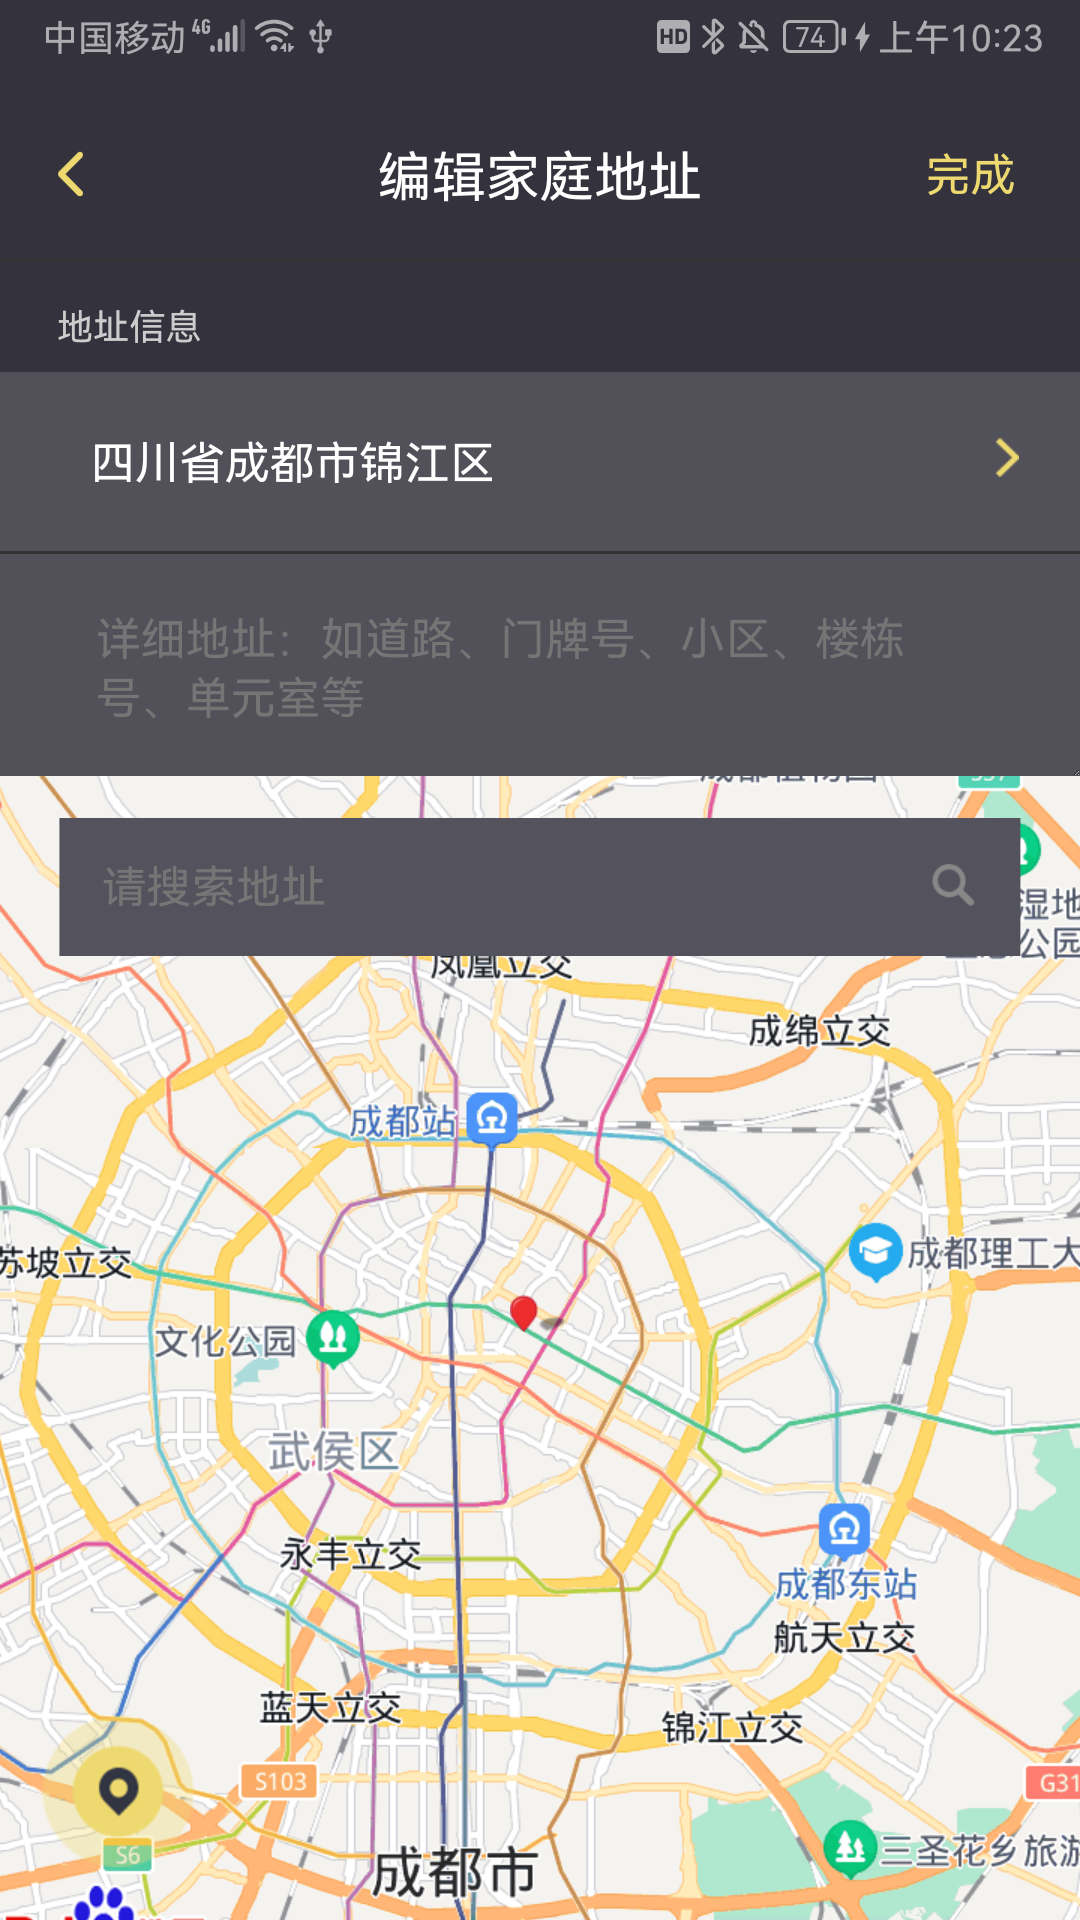 中国移动 4G HD 74 上午10:23
编辑家庭地址 完成
地址信息
四川省成都市锦江区
详细地址：如道路、门牌号、小区、楼栋
号、单元室等
请搜索地址
湿地
公园
凤凰立交
成绵立交
成都站
苏坡立交
成都理工大
文化公园
武侯区
永丰立交
成都东站
航天立交
蓝天立交
锦江立交
S103
G31
S6
成都市
三圣花乡旅游